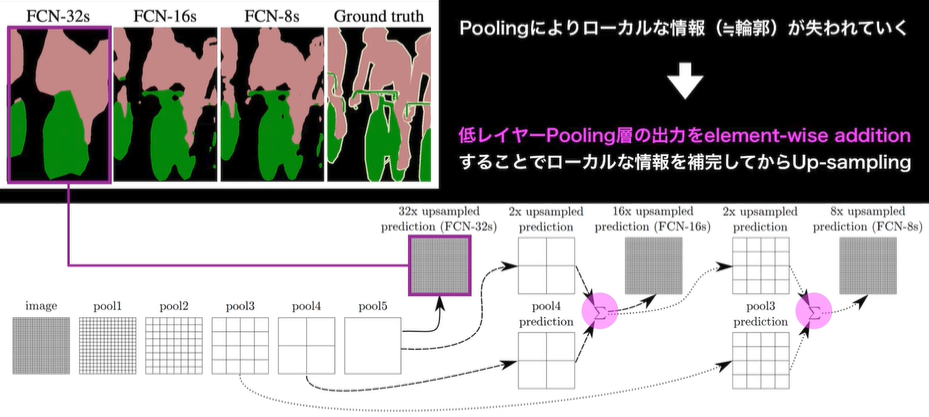 FCN-32s FCN-16s FCN-8s Ground truth
Poolingによりローカルな情報（≒輪郭）が失われていく
低レイヤーPooling層の出力をelement-wise addition
することでローカルな情報を補完してからUp-sampling
32x upsampled
prediction (FCN-32s)
2x upsampled
prediction
16x upsampled
prediction (FCN-16s)
2x upsampled
prediction
8x upsampled
prediction (FCN-8s)
image pool1 pool2 pool3 pool4 pool5
pool4
prediction
pool3
prediction
Σ
Σ